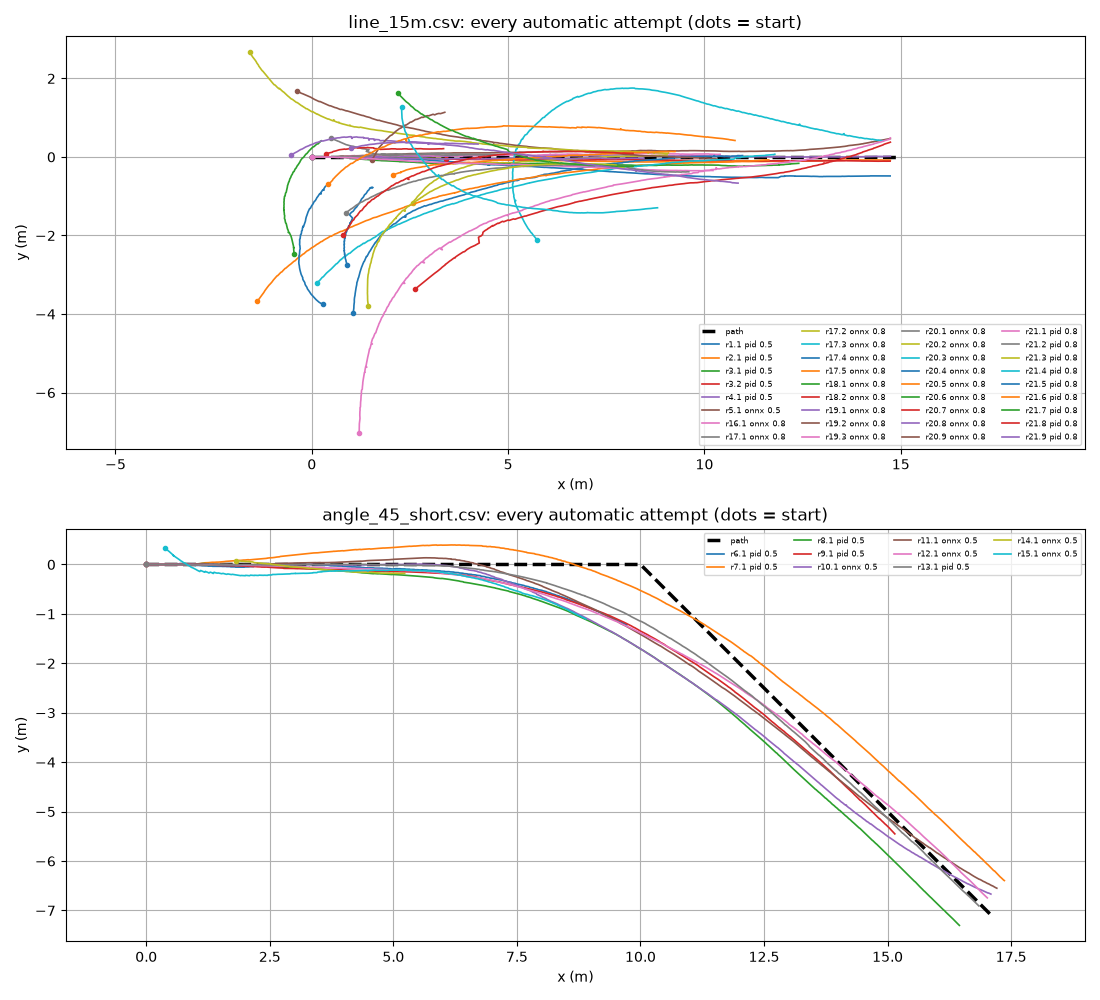 line_15m.csv: every automatic attempt (dots = start)
y (m)
2
0
−2
−4
−6
−5
0
5
10
15
x (m)
path
r1.1 pid 0.5
r2.1 pid 0.5
r3.1 pid 0.5
r3.2 pid 0.5
r4.1 pid 0.5
r5.1 onnx 0.5
r16.1 onnx 0.8
r17.1 onnx 0.8
r17.2 onnx 0.8
r17.3 onnx 0.8
r17.4 onnx 0.8
r17.5 onnx 0.8
r18.1 onnx 0.8
r18.2 onnx 0.8
r19.1 onnx 0.8
r19.2 onnx 0.8
r19.3 onnx 0.8
r20.1 onnx 0.8
r20.2 onnx 0.8
r20.3 onnx 0.8
r20.4 onnx 0.8
r20.5 onnx 0.8
r20.6 onnx 0.8
r20.7 onnx 0.8
r20.8 onnx 0.8
r20.9 onnx 0.8
r21.1 pid 0.8
r21.2 pid 0.8
r21.3 pid 0.8
r21.4 pid 0.8
r21.5 pid 0.8
r21.6 pid 0.8
r21.7 pid 0.8
r21.8 pid 0.8
r21.9 pid 0.8
angle_45_short.csv: every automatic attempt (dots = start)
y (m)
0
−1
−2
−3
−4
−5
−6
−7
0.0
2.5
5.0
7.5
10.0
12.5
15.0
17.5
x (m)
path
r6.1 pid 0.5
r7.1 pid 0.5
r8.1 pid 0.5
r9.1 pid 0.5
r10.1 onnx 0.5
r11.1 onnx 0.5
r12.1 onnx 0.5
r13.1 pid 0.5
r14.1 onnx 0.5
r15.1 onnx 0.5